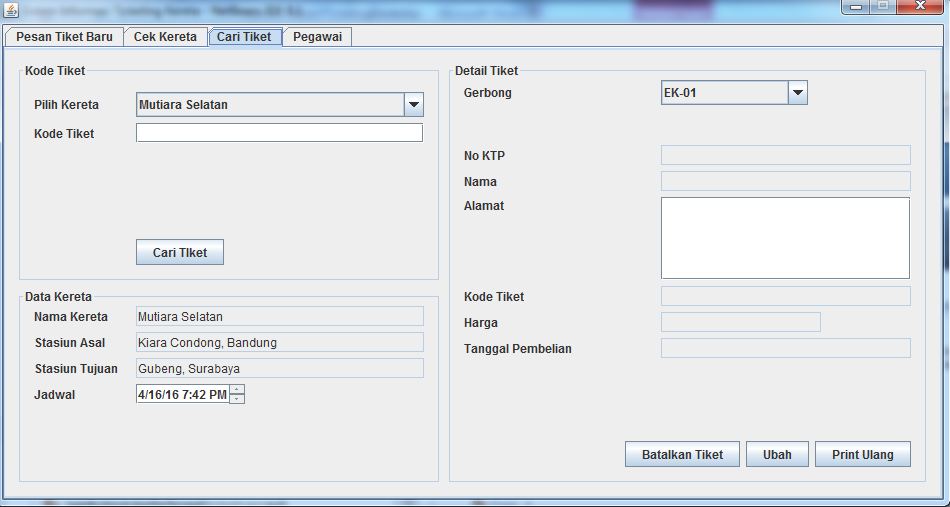 Pesan Tiket Baru Cek Kereta Cari Tiket Pegawai
Kode Tiket
Pilih Kereta Mutiara Selatan
Kode Tiket
Cari TIket
Data Kereta
Nama Kereta Mutiara Selatan
Stasiun Asal Kiara Condong, Bandung
Stasiun Tujuan Gubeng, Surabaya
Jadwal 4/16/16 7:42 PM
Detail Tiket
Gerbong EK-01
No KTP
Nama
Alamat
Kode Tiket
Harga
Tanggal Pembelian
Batalkan Tiket Ubah Print Ulang